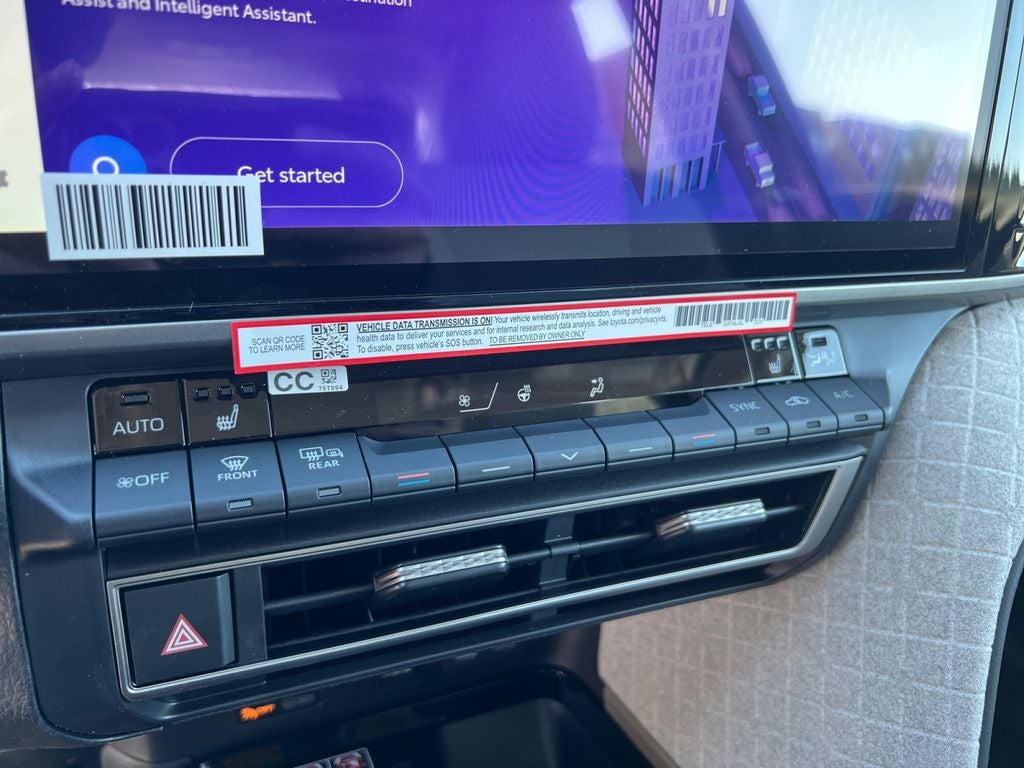 Assist and Intelligent Assistant.
Get started
SCAN QR CODE
TO LEARN MORE
VEHICLE DATA TRANSMISSION IS ON! Your vehicle wirelessly transmits location, driving and vehicle
health data to deliver your services and for internal research and data analysis. See toyota.com/privacyvts.
To disable, press vehicle's SOS button. TO BE REMOVED BY OWNER ONLY
CC
75T094
AUTO
OFF
FRONT
REAR
SYNC
A/C